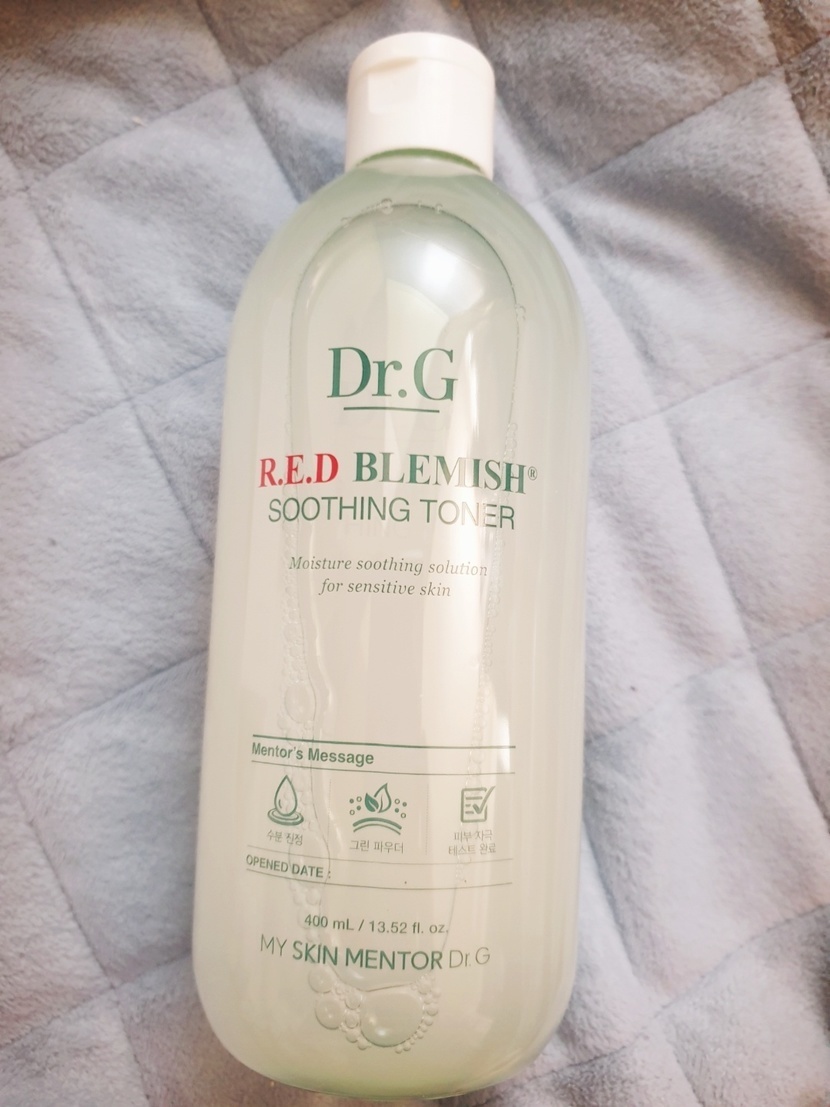 Dr.G
R.E.D BLEMISH®
SOOTHING TONER
Moisture soothing solution
for sensitive skin
Mentor's Message
수분 진정
그린 파우더
피부 자극
테스트 완료
OPENED DATE :
400 mL / 13.52 fl. oz.
MY SKIN MENTOR Dr.G